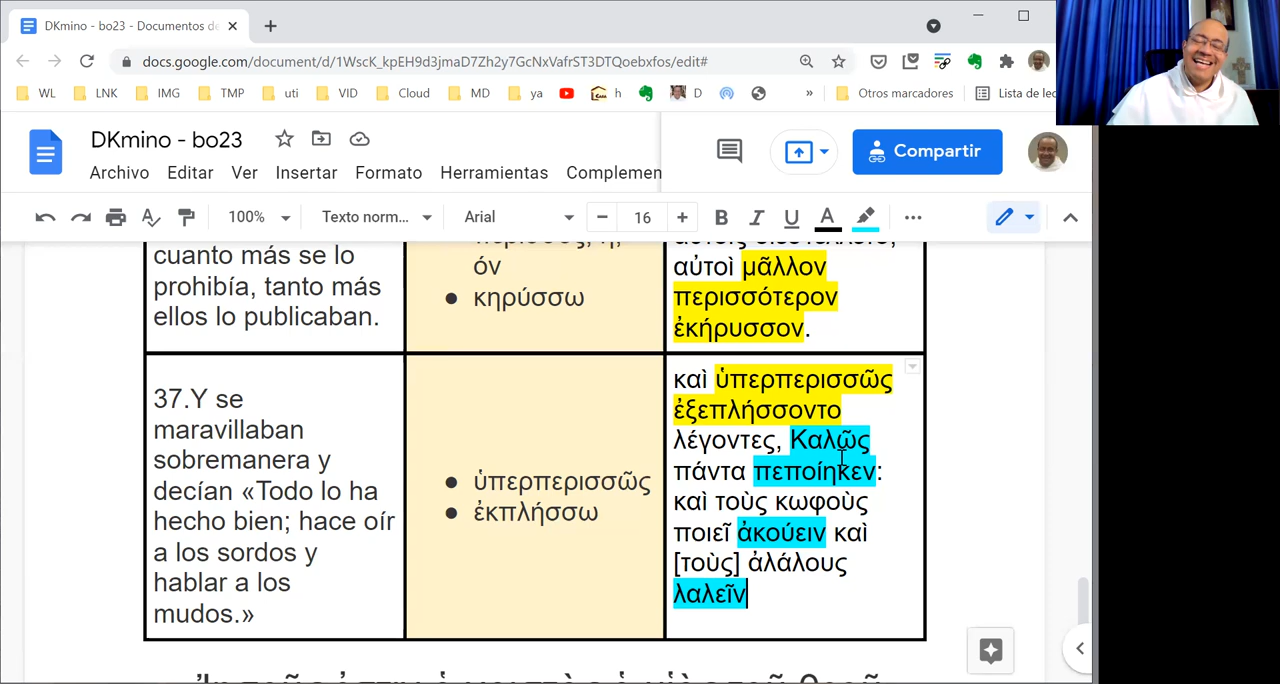 DKmino - bo23 - Documentos de
docs.google.com/document/d/1WscK_kpEH9d3jmaD7Zh2y7GcNxVafrST3DTQoebxfos/edit#
WL LNK IMG TMP uti VID Cloud MD ya h D » Otros marcadores Lista de lec
DKmino - bo23
Compartir
Archivo Editar Ver Insertar Formato Herramientas Complemen
100% Texto norm... Arial 16 B I U A
cuanto más se lo
prohibía, tanto más
ellos lo publicaban.
όν
● κηρύσσω
αὐτοὶ μᾶλλον
περισσότερον
ἐκήρυσσον.
37.Y se
maravillaban
sobremanera y
decían «Todo lo ha
hecho bien; hace oír
a los sordos y
hablar a los
mudos.»
● ὑπερπερισσῶς
● ἐκπλήσσω
καὶ ὑπερπερισσῶς
ἐξεπλήσσοντο
λέγοντες, Καλῶς
πάντα πεποίηκεν:
καὶ τοὺς κωφοὺς
ποιεῖ ἀκούειν καὶ
[τοὺς] ἀλάλους
λαλεῖν